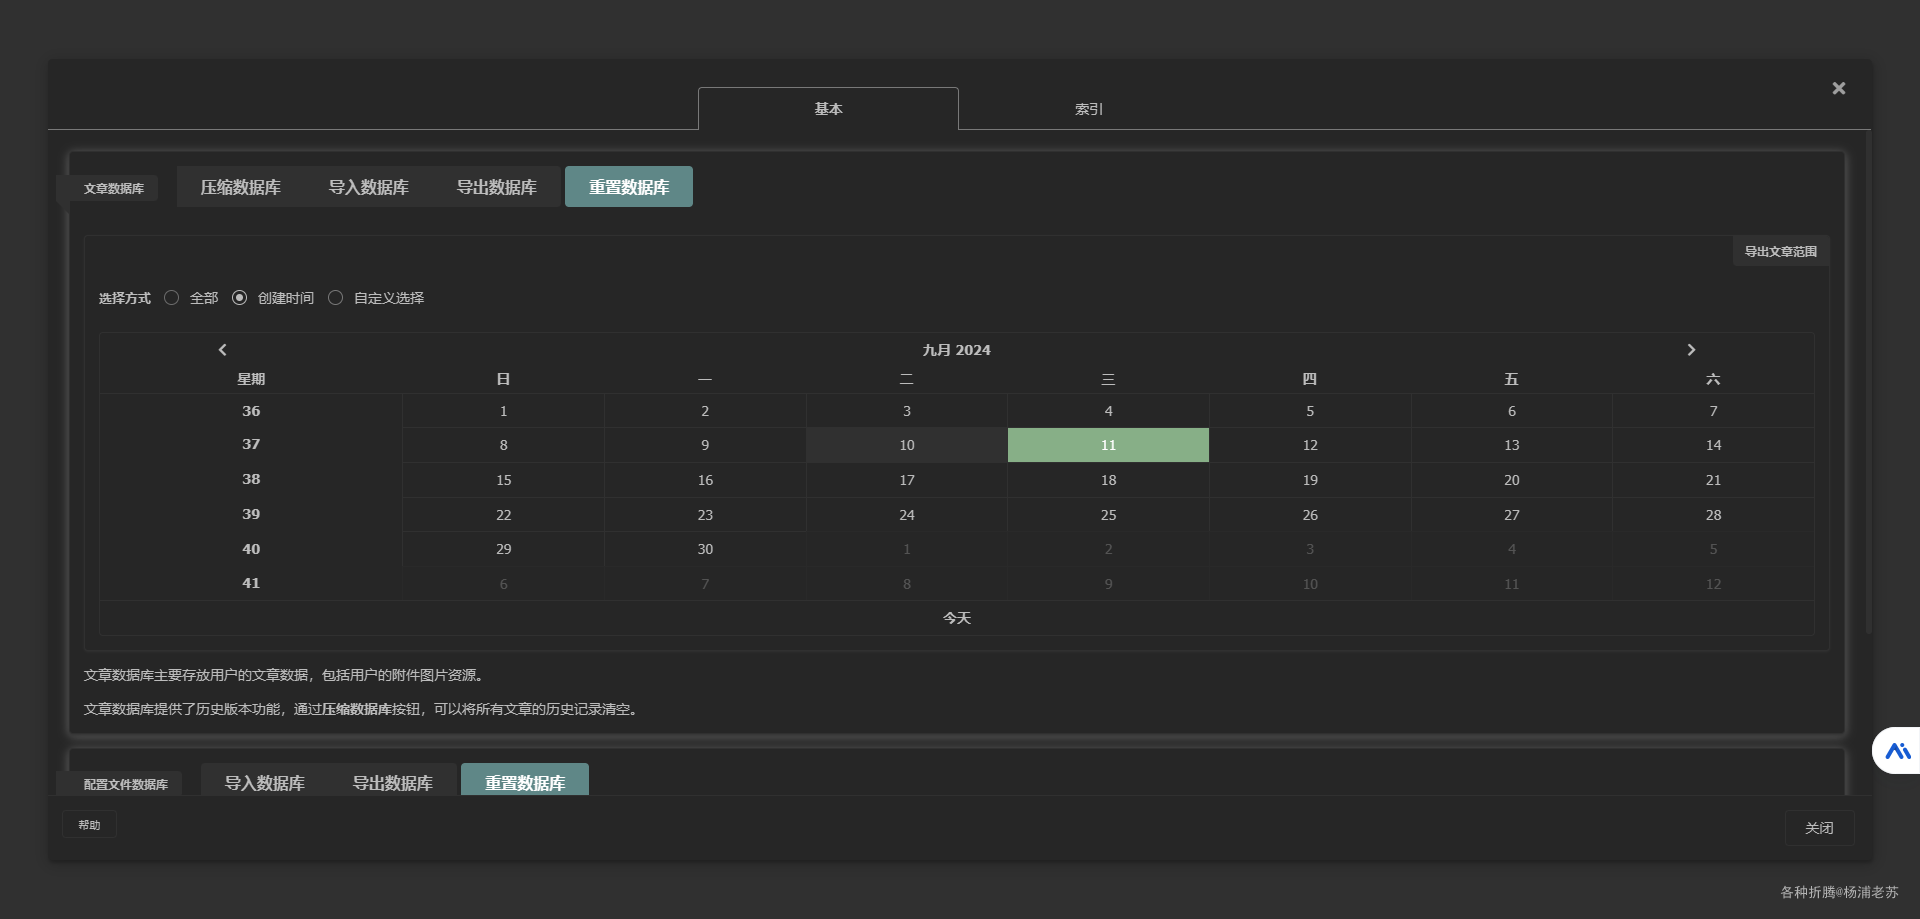 基本 索引
文章数据库 压缩数据库 导入数据库 导出数据库 重置数据库
导出文章范围
选择方式 全部 创建时间 自定义选择
九月 2024
星期 日 一 二 三 四 五 六
36 1 2 3 4 5 6 7
37 8 9 10 11 12 13 14
38 15 16 17 18 19 20 21
39 22 23 24 25 26 27 28
40 29 30 1 2 3 4 5
41 6 7 8 9 10 11 12
今天
文章数据库主要存放用户的文章数据，包括用户的附件图片资源。
文章数据库提供了历史版本功能，通过压缩数据库按钮，可以将所有文章的历史记录清空。
配置文件数据库 导入数据库 导出数据库 重置数据库
帮助 关闭
各种折腾@杨浦老苏